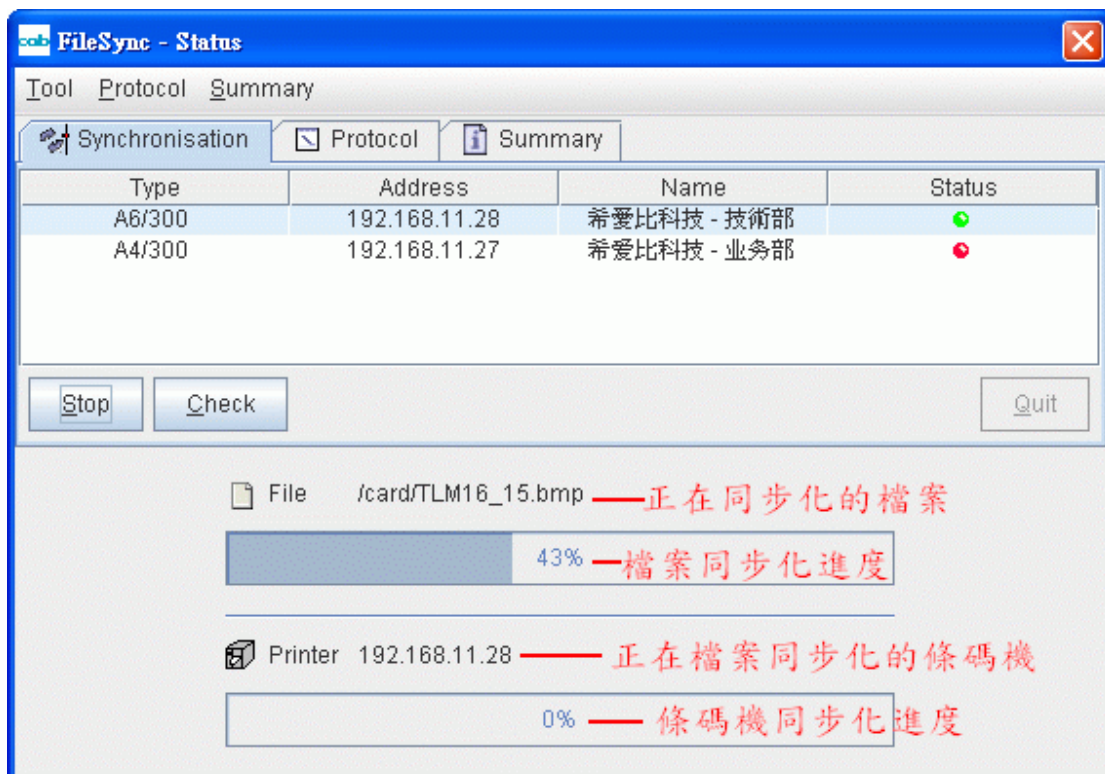 cab FileSync - Status
Tool Protocol Summary
Synchronisation Protocol Summary
Type Address Name Status
A6/300 192.168.11.28 希愛比科技 - 技術部
A4/300 192.168.11.27 希爱比科技 - 业务部
Stop Check Quit
File /card/TLM16_15.bmp 正在同步化的檔案
43% 檔案同步化進度
Printer 192.168.11.28 正在檔案同步化的條碼機
0% 條碼機同步化進度